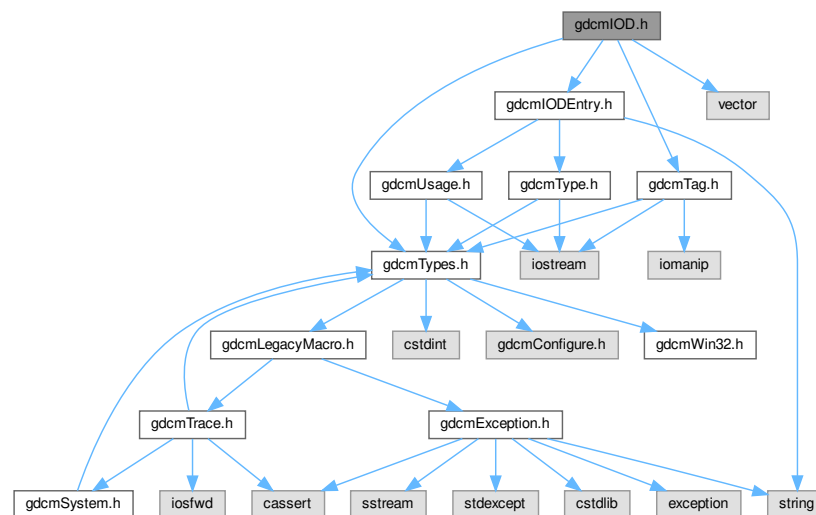 gdcmIOD.h
gdcmIODEntry.h
vector
gdcmUsage.h
gdcmType.h
gdcmTag.h
gdcmTypes.h
iostream
iomanip
gdcmLegacyMacro.h
cstdint
gdcmConfigure.h
gdcmWin32.h
gdcmTrace.h
gdcmException.h
gdcmSystem.h
iosfwd
cassert
sstream
stdexcept
cstdlib
exception
string